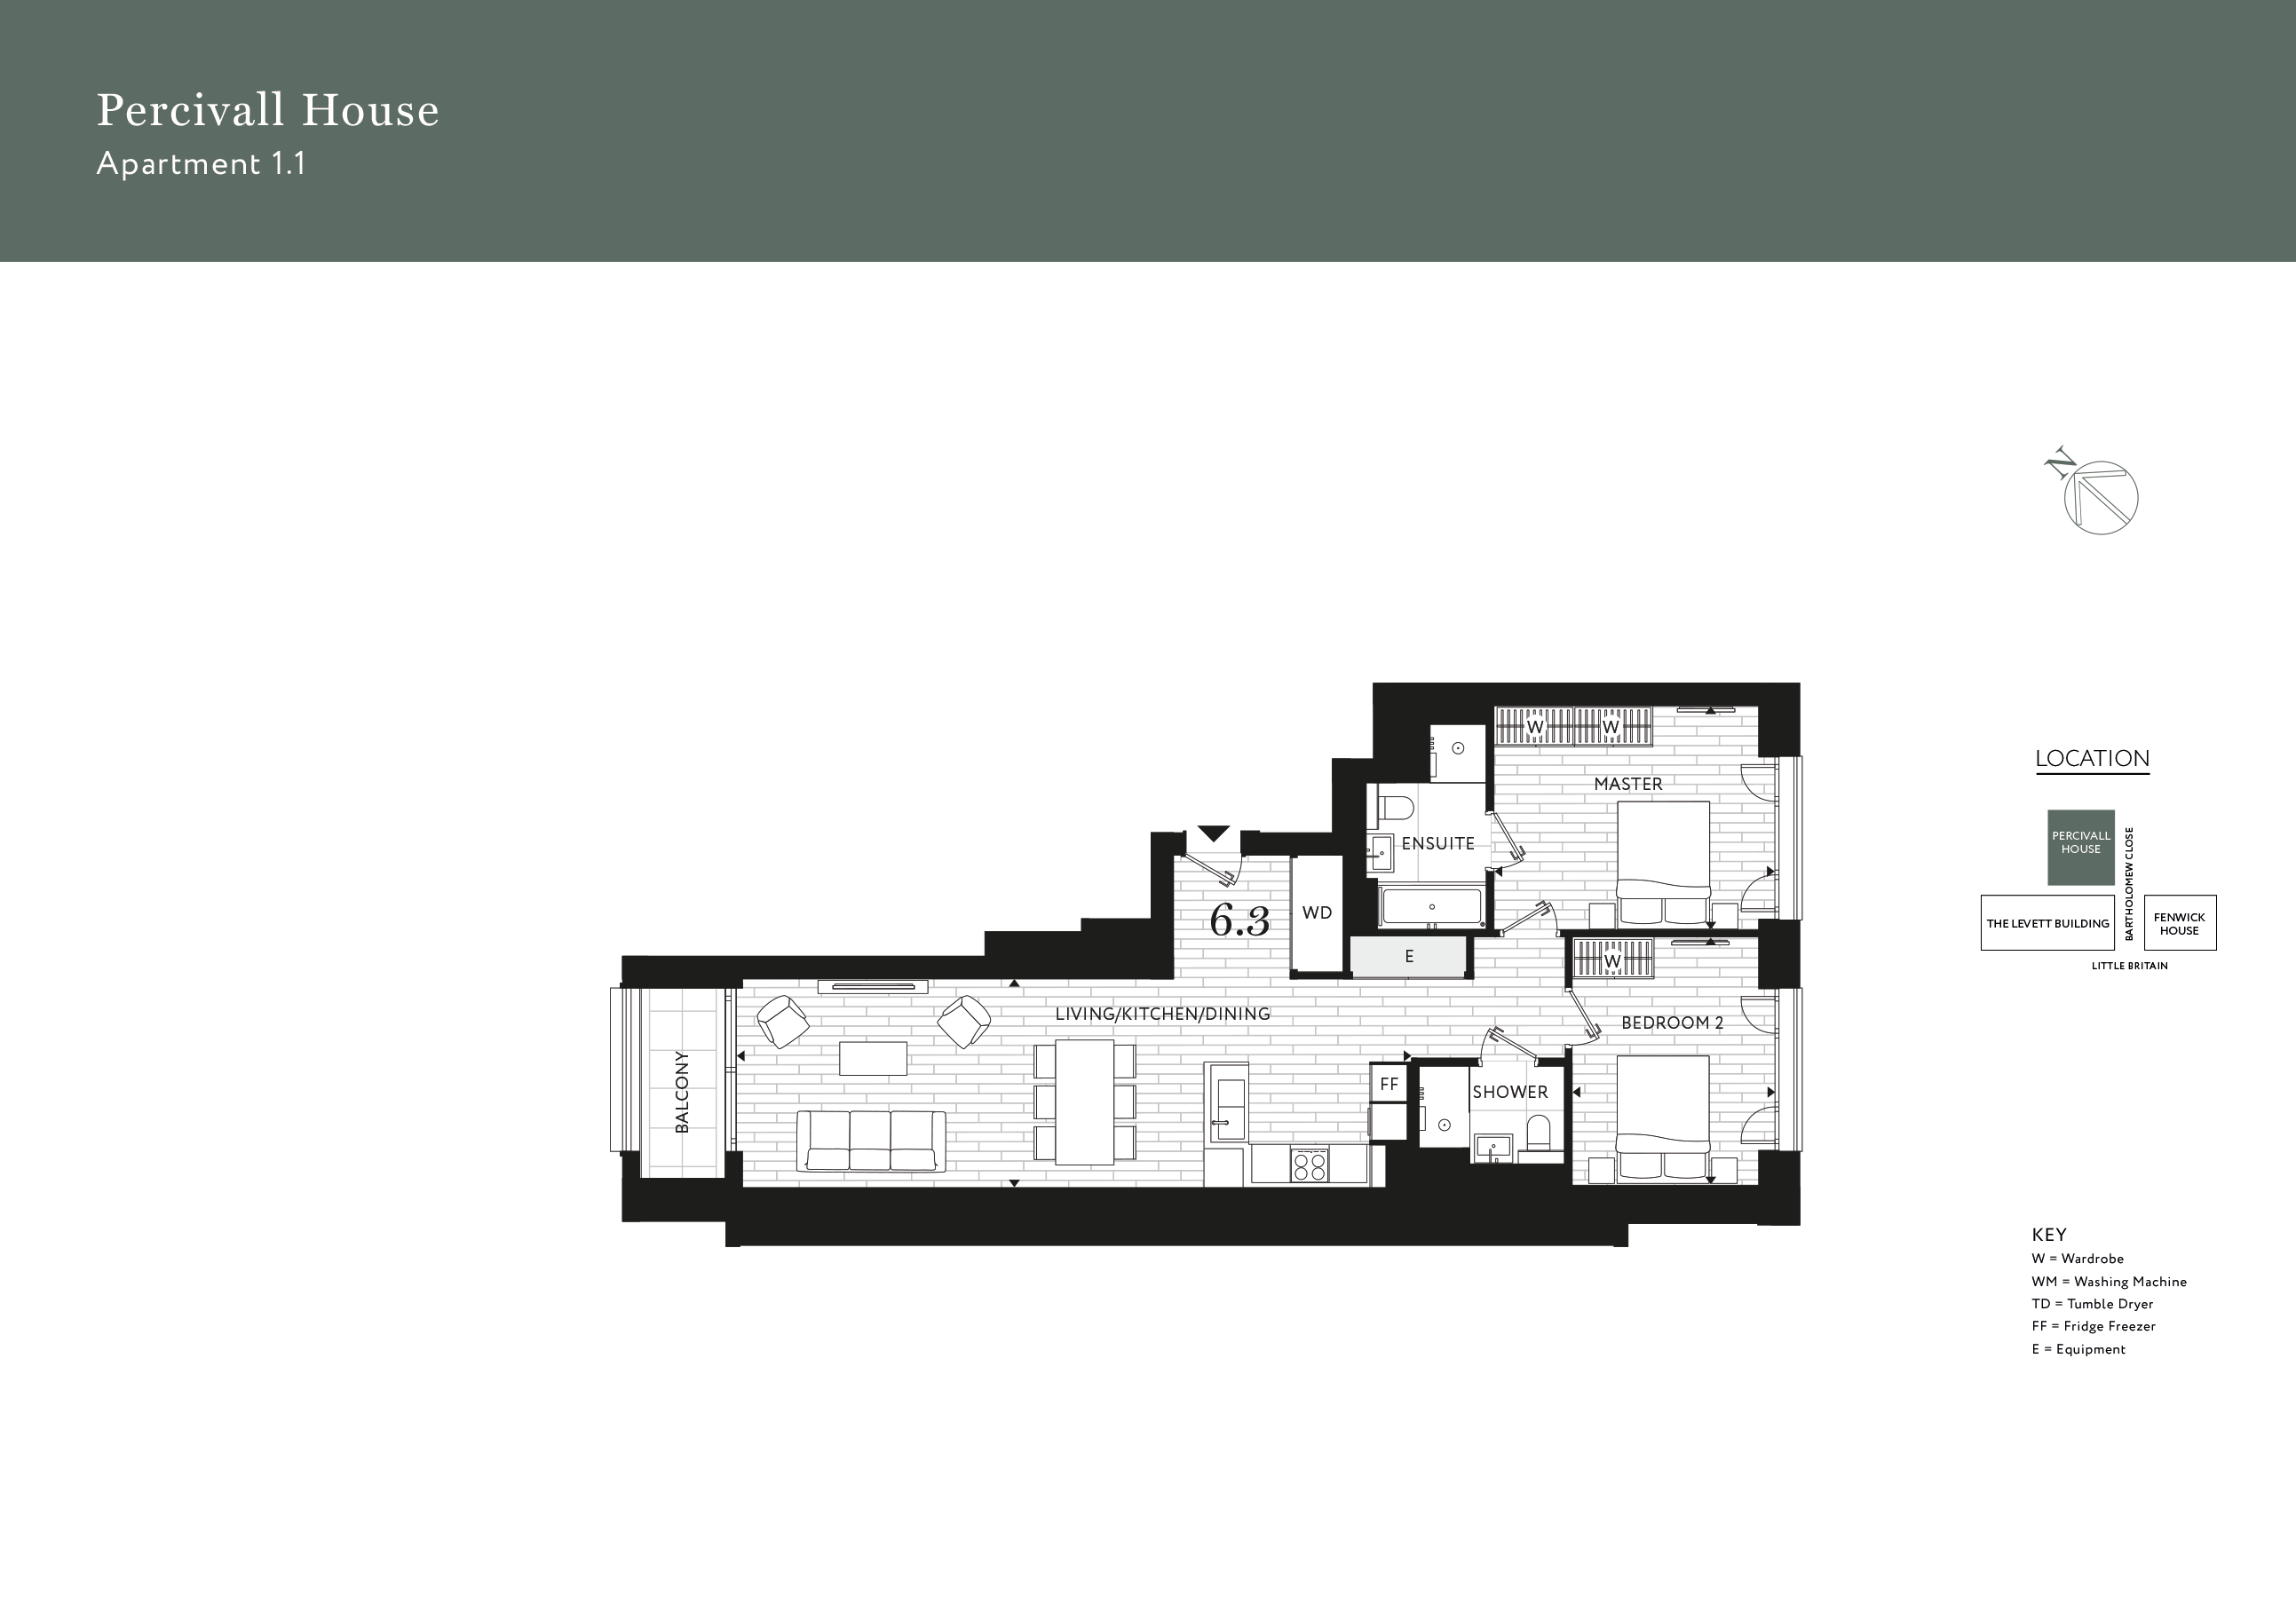 Percivall House
Apartment 1.1
N
W
W
MASTER
ENSUITE
6.3
WD
E
W
LIVING/KITCHEN/DINING
BEDROOM 2
BALCONY
FF
SHOWER
LOCATION
PERCIVALL
HOUSE
BARTHOLOMEW CLOSE
THE LEVETT BUILDING
FENWICK
HOUSE
LITTLE BRITAIN
KEY
W = Wardrobe
WM = Washing Machine
TD = Tumble Dryer
FF = Fridge Freezer
E = Equipment